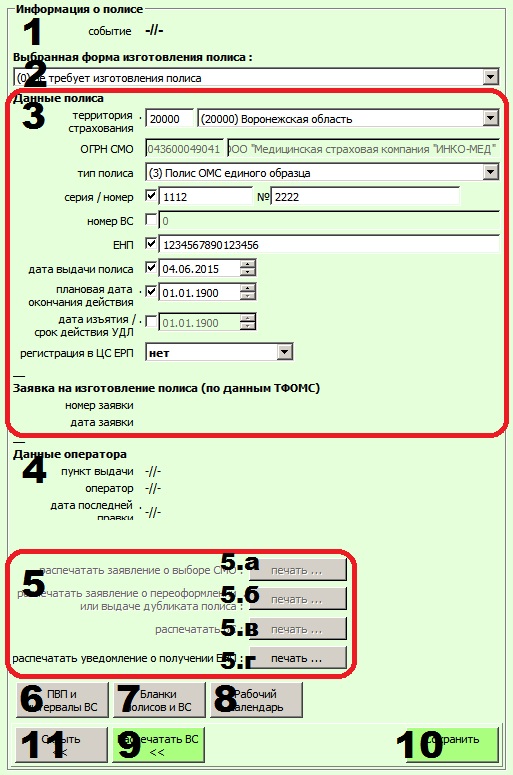 Информация о полисе
1 событие -//-
Выбранная форма изготовления полиса :
2 (0) не требует изготовления полиса
Данные полиса
3 территория страхования 20000 (20000) Воронежская область
ОГРН СМО 043600049041 ООО "Медицинская страховая компания "ИНКО-МЕД"
тип полиса (3) Полис ОМС единого образца
серия / номер 1112 № 2222
номер ВС 0
ЕНП 1234567890123456
дата выдачи полиса 04.06.2015
плановая дата окончания действия 01.01.1900
дата изъятия / срок действия УДЛ 01.01.1900
регистрация в ЦС ЕРП нет
Заявка на изготовление полиса (по данным ТФОМС)
номер заявки
дата заявки
Данные оператора
4 пункт выдачи -//-
оператор -//-
дата последней правки -//-
5 распечатать заявление о выборе СМО : 5.а печать ...
распечатать заявление о переоформлении или выдаче дубликата полиса : 5.б печать ...
распечатать 5.в печать ...
распечатать уведомление о получении 5.г печать ...
6 ПВП и интервалы ВС
7 Бланки полисов и ВС
8 Рабочий календарь
11 Скрыть <<
9 Распечатать ВС <<
10 Сохранить